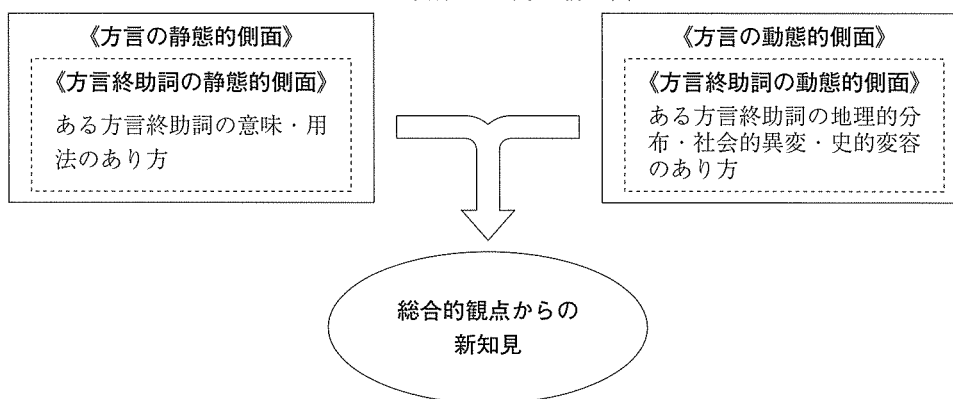 《方言の静態的側面》
《方言終助詞の静態的側面》
ある方言終助詞の意味・用
法のあり方
《方言の動態的側面》
《方言終助詞の動態的側面》
ある方言終助詞の地理的分
布・社会的異変・史的変容
のあり方
総合的観点からの
新知見